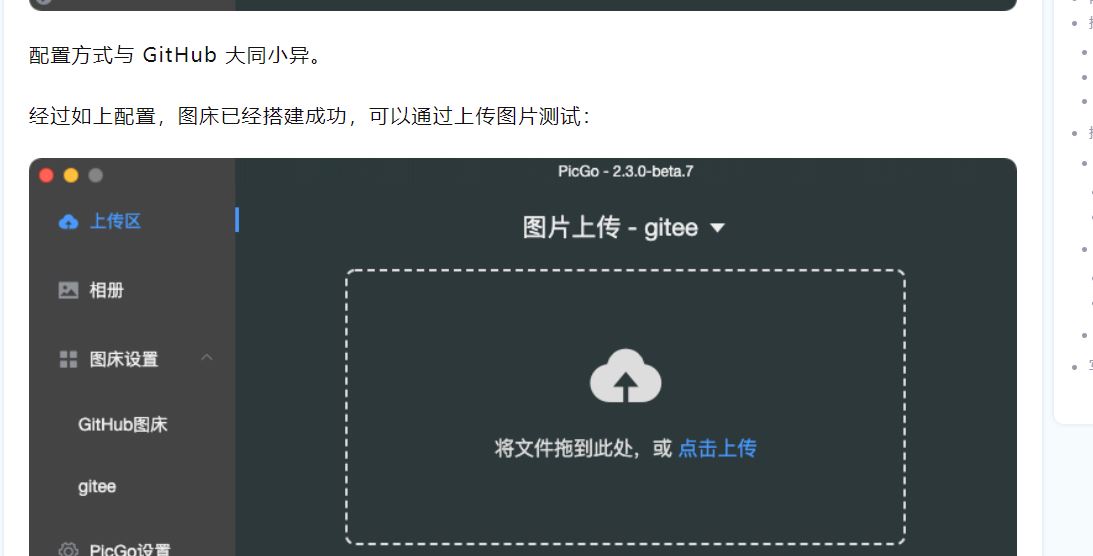 配置方式与 GitHub 大同小异。
经过如上配置，图床已经搭建成功，可以通过上传图片测试：
PicGo - 2.3.0-beta.7
上传区
图片上传 - gitee
相册
图床设置
GitHub图床
将文件拖到此处，或 点击上传
gitee
PicGo设置